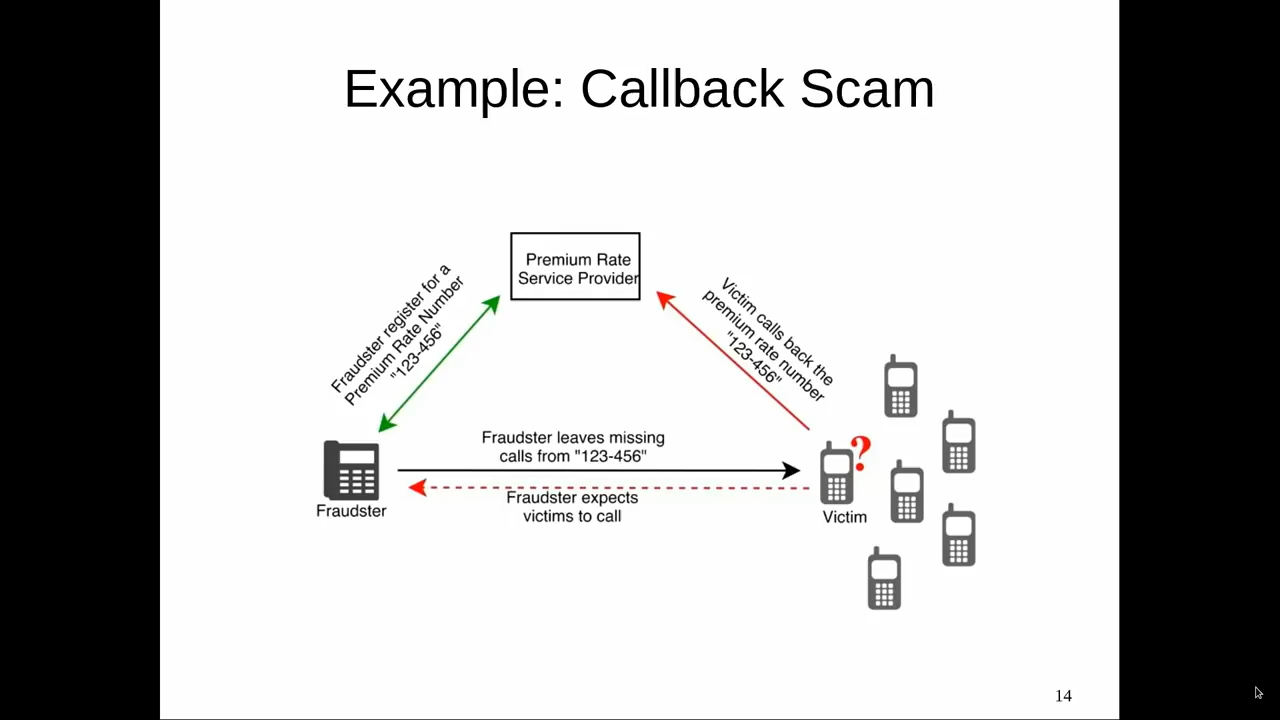 Example: Callback Scam
Premium Rate
Service Provider
Fraudster register for a
Premium Rate Number
"123-456"
Victim calls back the
premium rate number
"123-456"
Fraudster leaves missing
calls from "123-456"
?
Fraudster expects
victims to call
Fraudster
Victim
14